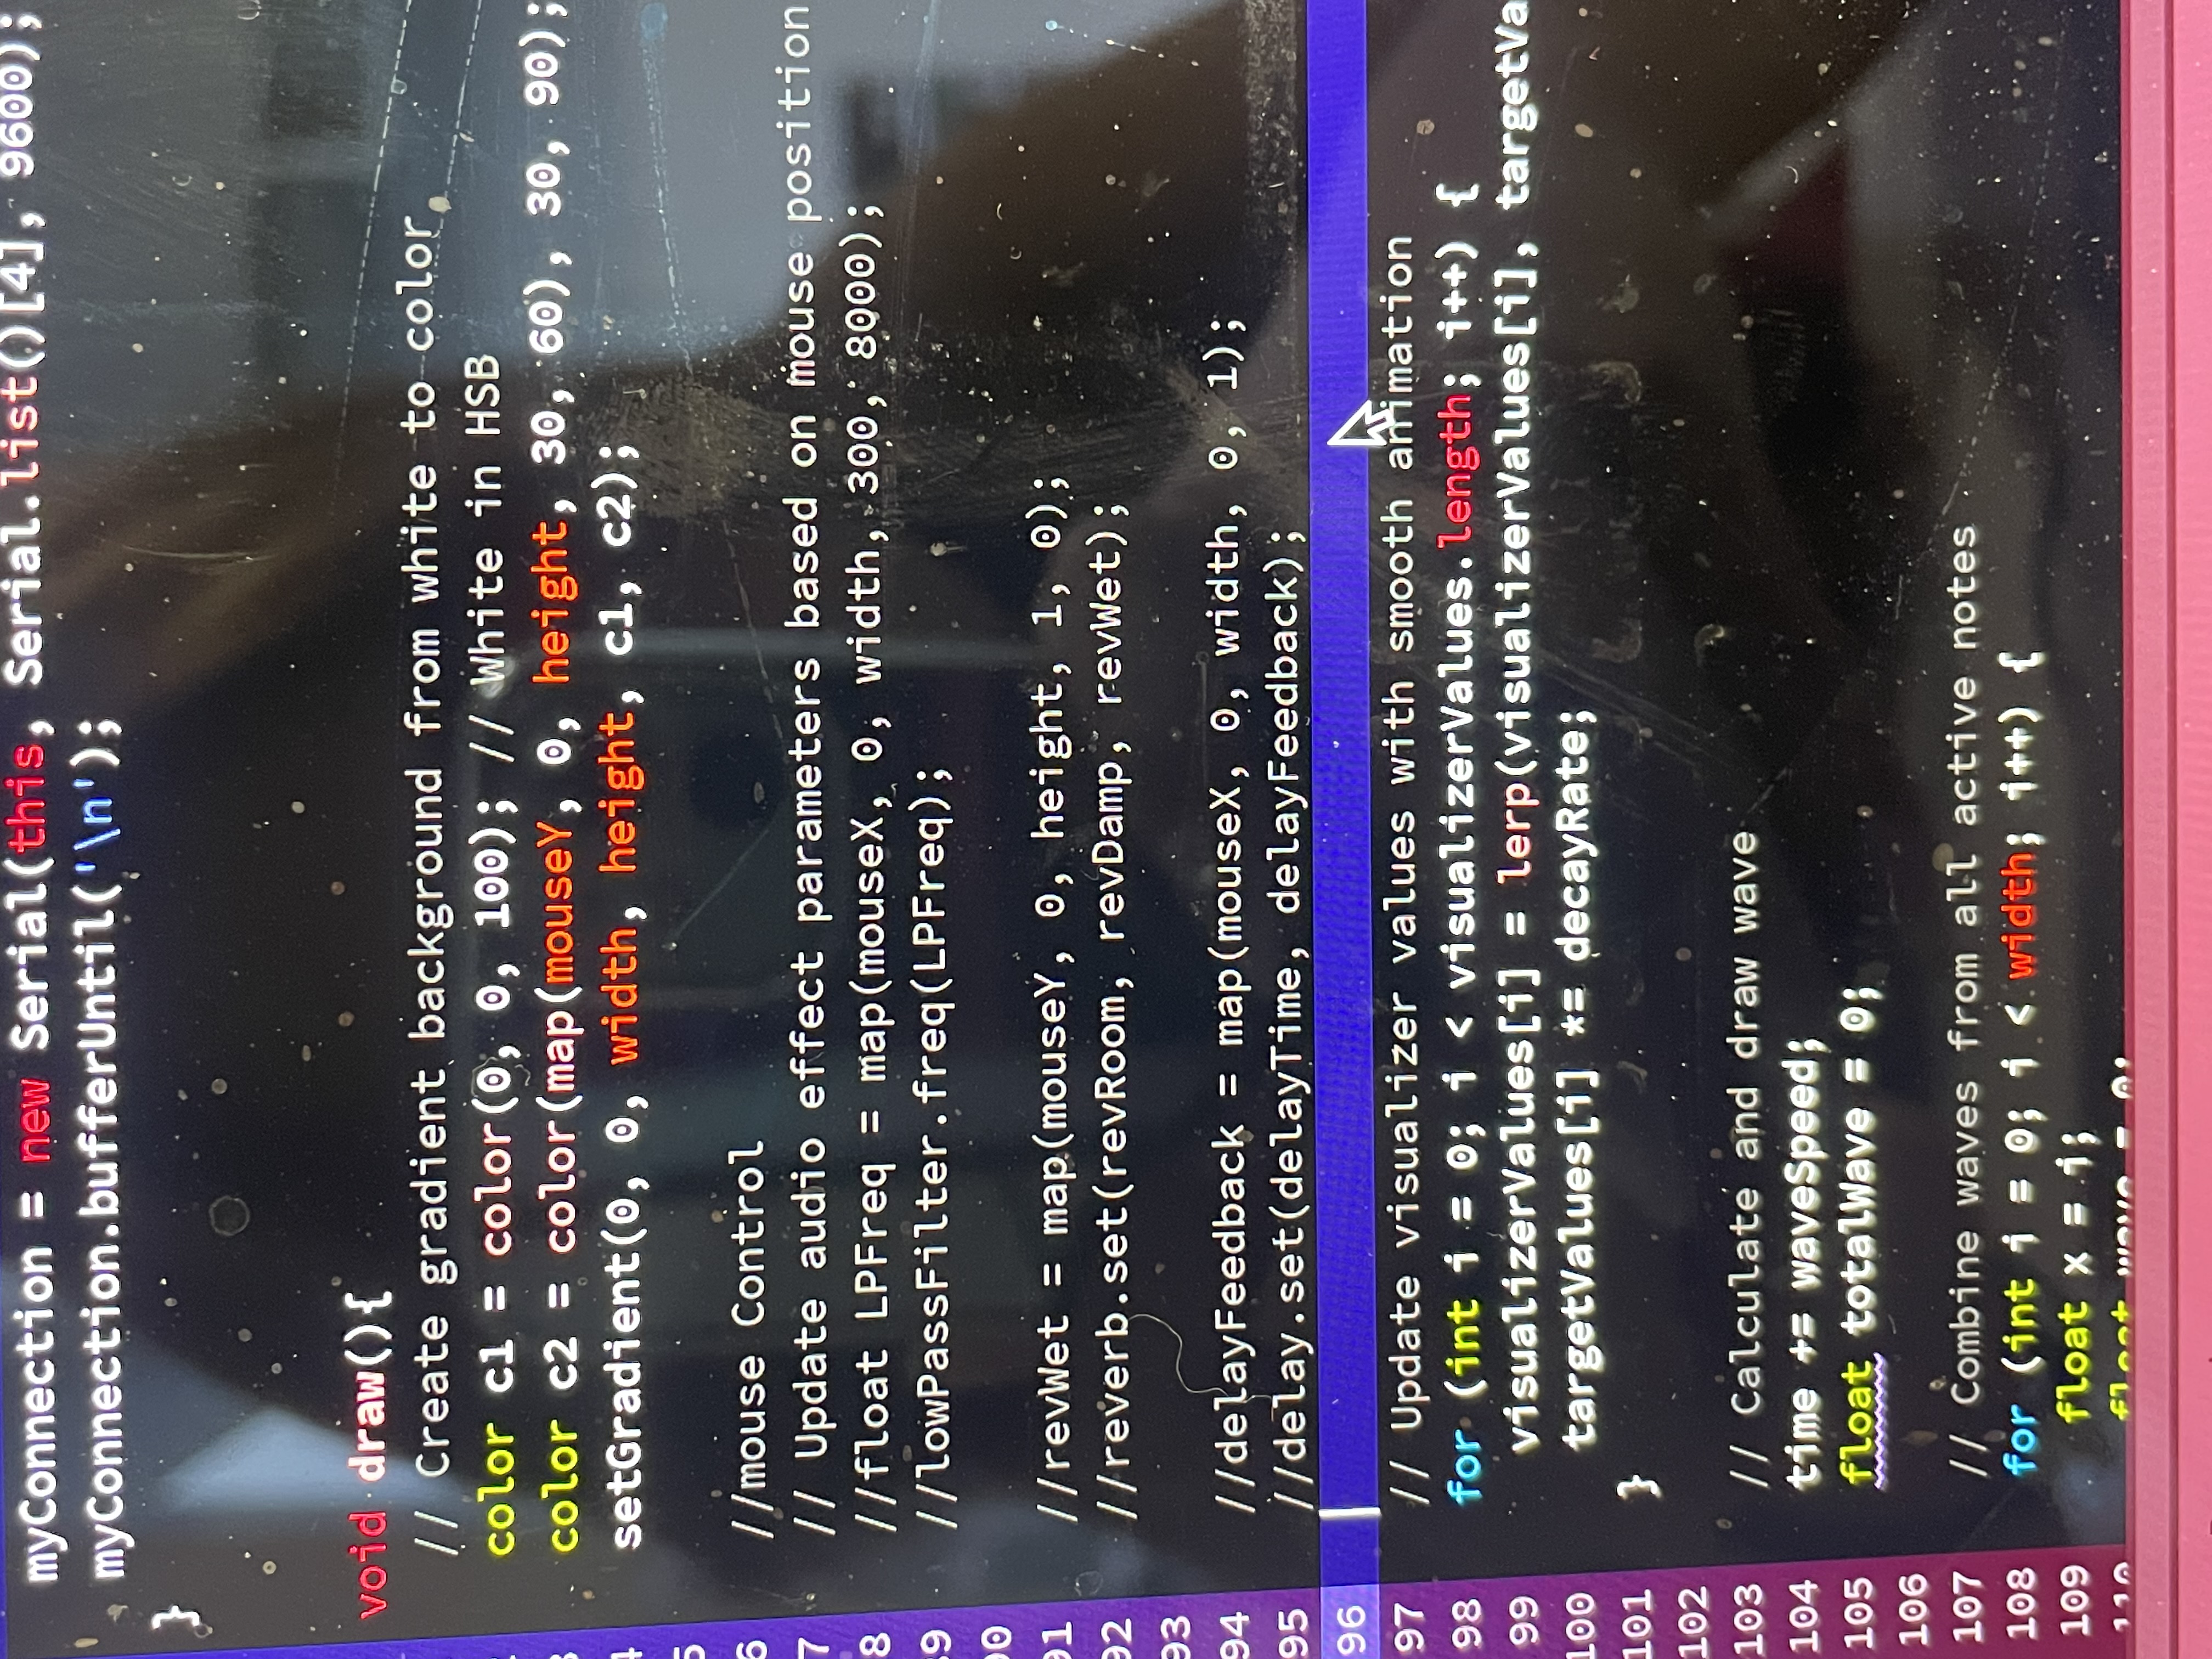 myConnection = new Serial(this, Serial.list()[4], 9600);
myConnection.bufferUntil('\n');
}
void draw(){
// Create gradient background from white to color
color c1 = color(0, 0, 100); // White in HSB
color c2 = color(map(mouseY, 0, height, 30, 60), 30, 90);
setGradient(0, 0, width, height, c1, c2);
5
6 //mouse Control
7 // Update audio effect parameters based on mouse position
8 //float LPFreq = map(mouseX, 0, width, 300, 8000);
89 //lowPassFilter.freq(LPFreq);
90
91 //revWet = map(mouseY, 0, height, 1, 0);
92 //reverb.set(revRoom, revDamp, revWet);
93
94 //delayFeedback = map(mouseX, 0, width, 0, 1);
95 //delay.set(delayTime, delayFeedback);
96
97 // Update visualizer values with smooth animation
98 for (int i = 0; i < visualizerValues.length; i++) {
99 visualizerValues[i] = lerp(visualizerValues[i], targetVa
100 targetValues[i] *= decayRate;
101 }
102
103 // Calculate and draw wave
104 time += waveSpeed;
105 float totalWave = 0;
106
107 // Combine waves from all active notes
108 for (int i = 0; i < width; i++) {
109 float x = i;
110 float wave = 0;